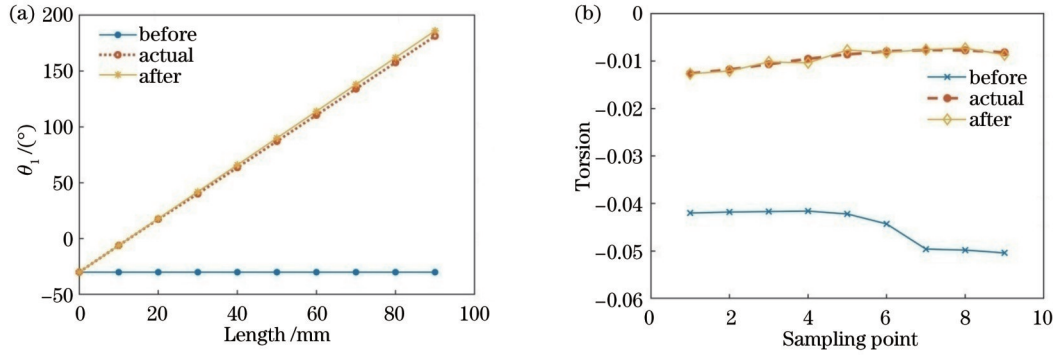 (a)
200
150
100
50
0
−50
θ1 /(°)
before
actual
after
0 20 40 60 80 100
Length /mm
(b)
0
−0.01
−0.02
−0.03
−0.04
−0.05
−0.06
Torsion
before
actual
after
0 2 4 6 8 10
Sampling point